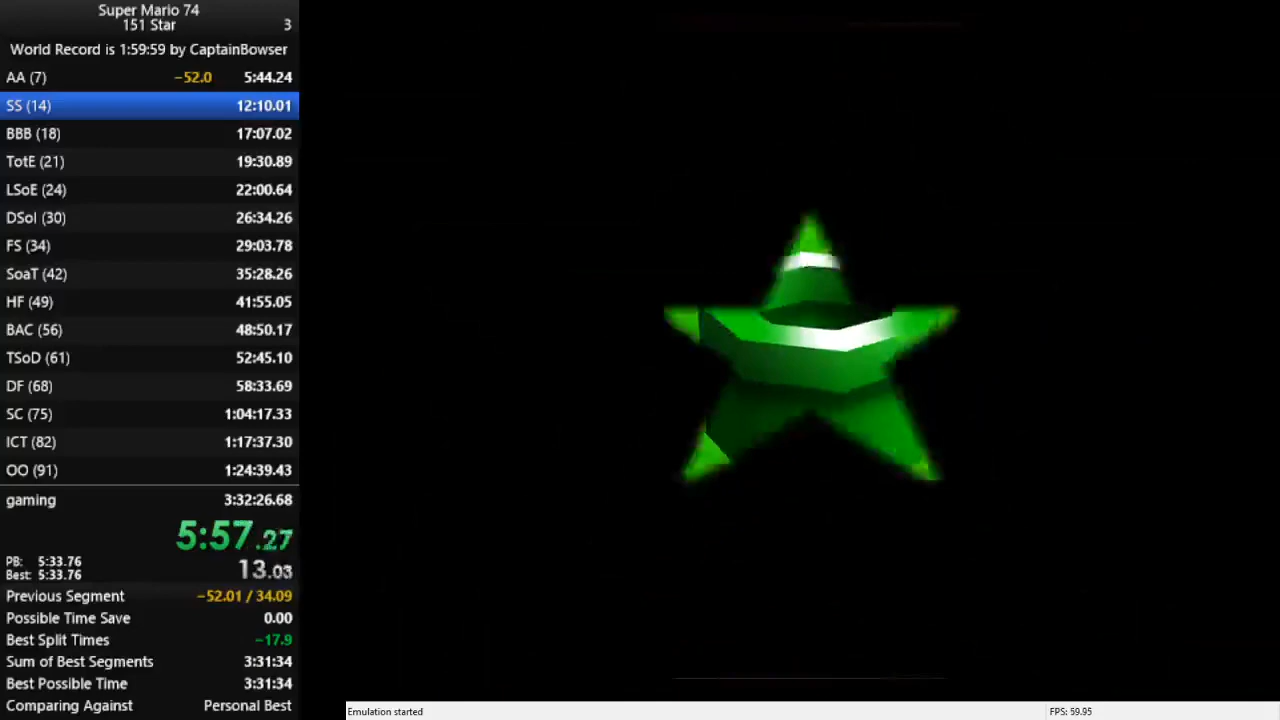 Super Mario 74
151 Star 3
World Record is 1:59:59 by CaptainBowser
AA (7) −52.0 5:44.24
SS (14) 12:10.01
BBB (18) 17:07.02
TotE (21) 19:30.89
LSoE (24) 22:00.64
DSol (30) 26:34.26
FS (34) 29:03.78
SoaT (42) 35:28.26
HF (49) 41:55.05
BAC (56) 48:50.17
TSoD (61) 52:45.10
DF (68) 58:33.69
SC (75) 1:04:17.33
ICT (82) 1:17:37.30
OO (91) 1:24:39.43
gaming 3:32:26.68
5:57.27
PB: 5:33.76
Best: 5:33.76
13.03
Previous Segment −52.01 / 34.09
Possible Time Save 0.00
Best Split Times −17.9
Sum of Best Segments 3:31:34
Best Possible Time 3:31:34
Comparing Against Personal Best
Emulation started FPS: 59.95